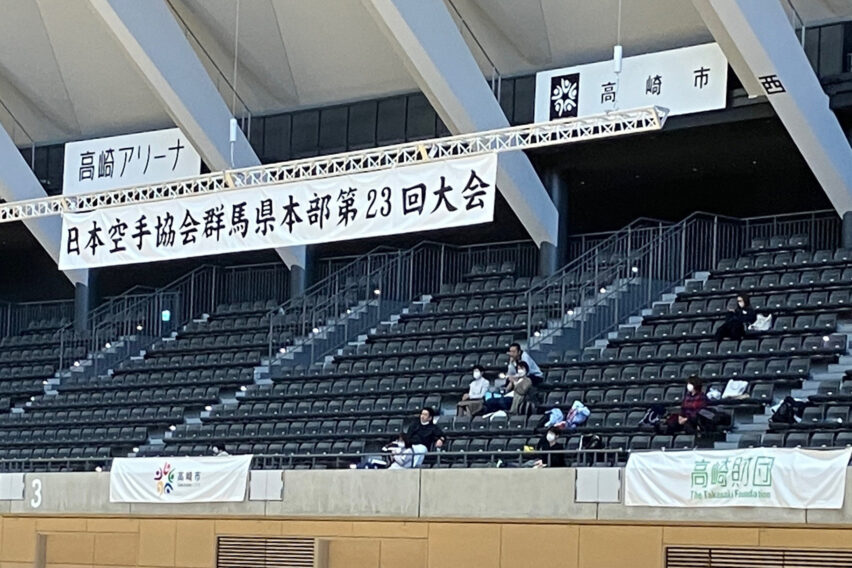 高崎市
西
高崎アリーナ
日本空手協会群馬県本部第23回大会
3
高崎市
高崎財団
The Takasaki Foundation